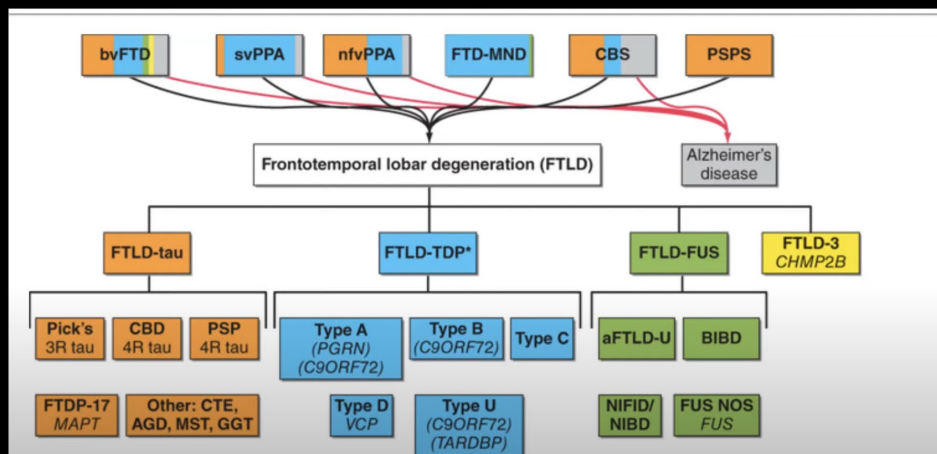 bvFTD
svPPA
nfvPPA
FTD-MND
CBS
PSPS
Frontotemporal lobar degeneration (FTLD)
Alzheimer's
disease
FTLD-tau
FTLD-TDP*
FTLD-FUS
FTLD-3
CHMP2B
Pick's
3R tau
CBD
4R tau
PSP
4R tau
Type A
(PGRN)
(C9ORF72)
Type B
(C9ORF72)
Type C
aFTLD-U
BIBD
FTDP-17
MAPT
Other: CTE,
AGD, MST, GGT
Type D
VCP
Type U
(C9ORF72)
(TARDBP)
NIFID/
NIBD
FUS NOS
FUS